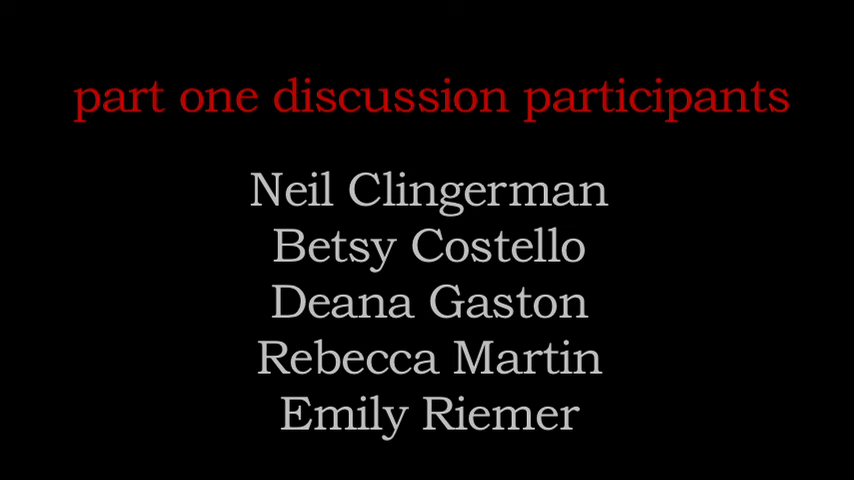 part one discussion participants
Neil Clingerman
Betsy Costello
Deana Gaston
Rebecca Martin
Emily Riemer